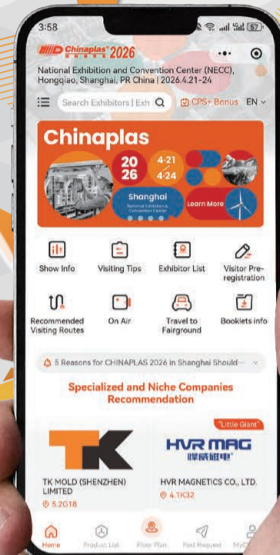 3:58
57
Chinaplas® 2026
National Exhibition and Convention Center (NECC),
Hongqiao, Shanghai, PR China | 2026.4.21-24
Search Exhibitors | Exh
CPS+ Bonus EN
Chinaplas
20
26
4·21
4·24
Shanghai
Learn More
Show Info
Visiting Tips
Exhibitor List
Visitor Pre-
registration
Recommended
Visiting Routes
On Air
Travel to
Fairground
Booklets info
5 Reasons for CHINAPLAS 2026 in Shanghai Should
Specialized and Niche Companies
Recommendation
"Little Giant"
TK
HVR MAG
TK MOLD (SHENZHEN)
LIMITED
5.2G18
HVR MAGNETICS CO., LTD.
4.1K32
Home
Product List
Floor Plan
Post Request